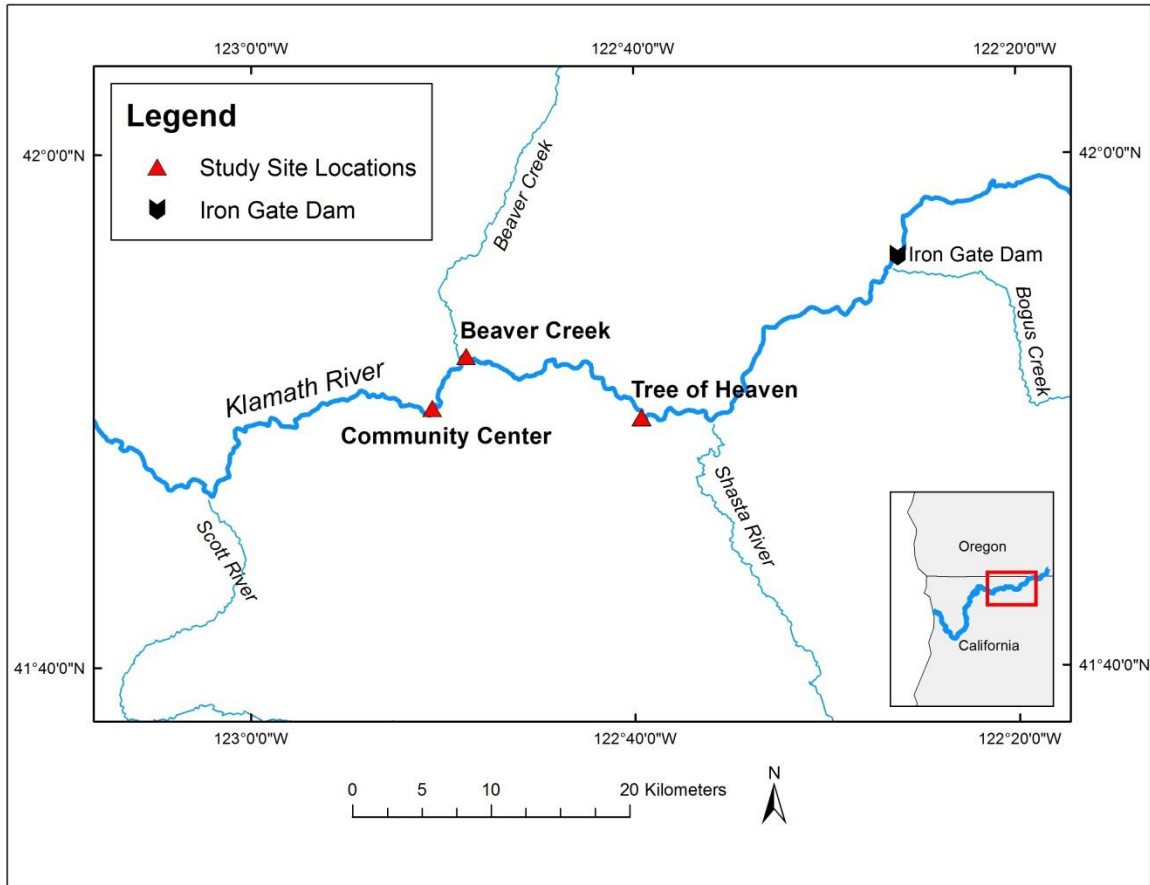 123°0'0"W
122°40'0"W
122°20'0"W
Legend
Study Site Locations
Iron Gate Dam
42°0'0"N
42°0'0"N
Beaver Creek
Iron Gate Dam
Bogus Creek
Beaver Creek
Klamath River
Tree of Heaven
Community Center
Shasta River
Scott River
Oregon
California
41°40'0"N
41°40'0"N
123°0'0"W
122°40'0"W
122°20'0"W
0 5 10 20 Kilometers
N